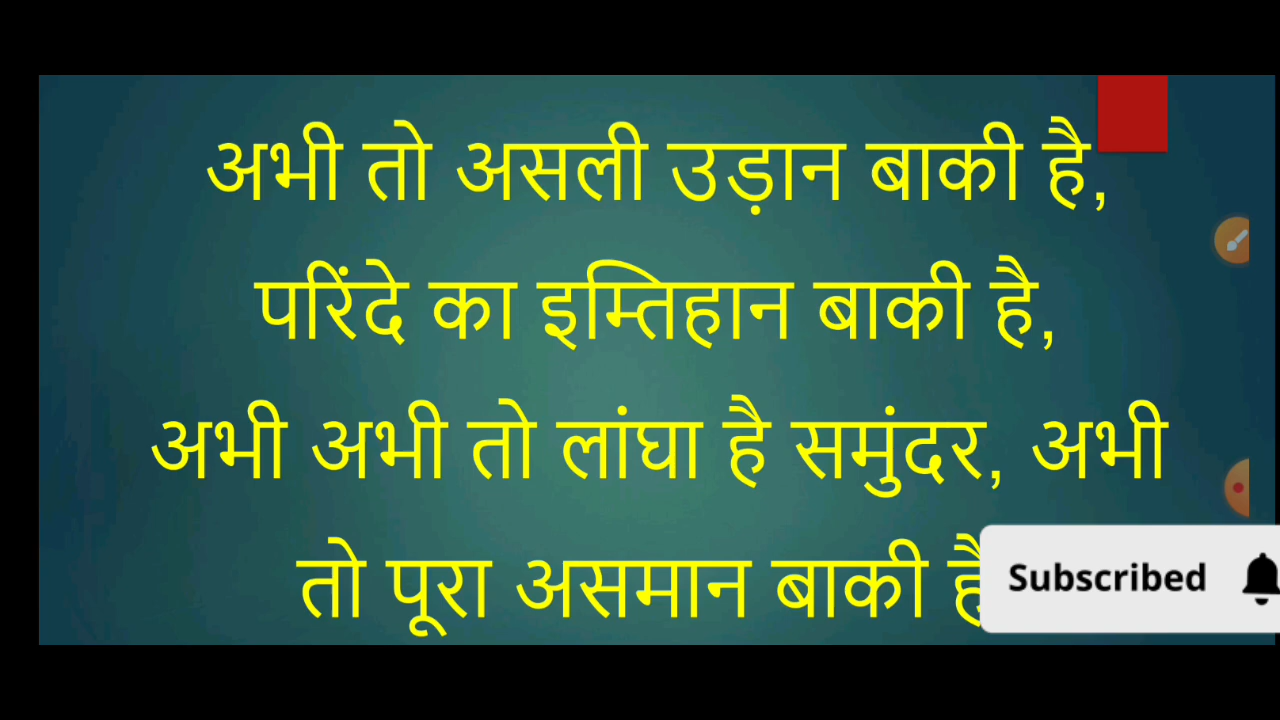 अभी तो असली उड़ान बाकी है,
परिंदे का इम्तिहान बाकी है,
अभी अभी तो लांघा है समुंदर, अभी
तो पूरा असमान बाकी है
Subscribed